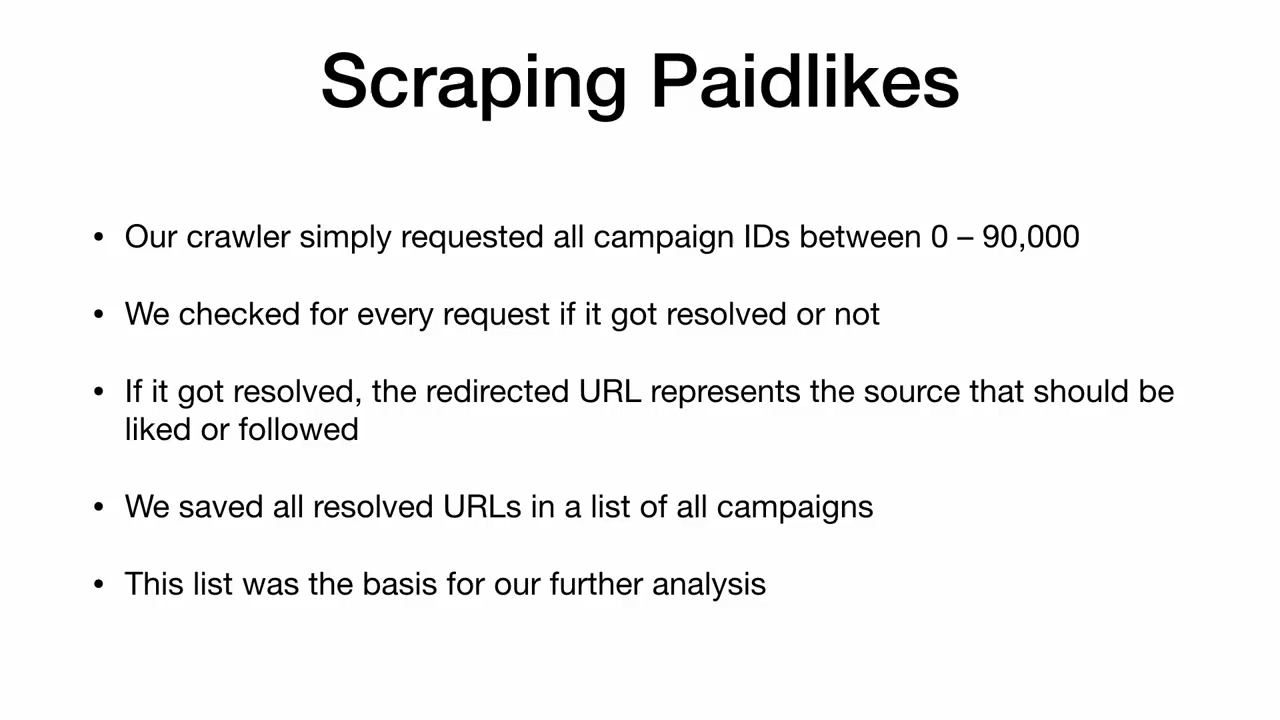 Scraping Paidlikes
• Our crawler simply requested all campaign IDs between 0 – 90,000
• We checked for every request if it got resolved or not
• If it got resolved, the redirected URL represents the source that should be
liked or followed
• We saved all resolved URLs in a list of all campaigns
• This list was the basis for our further analysis